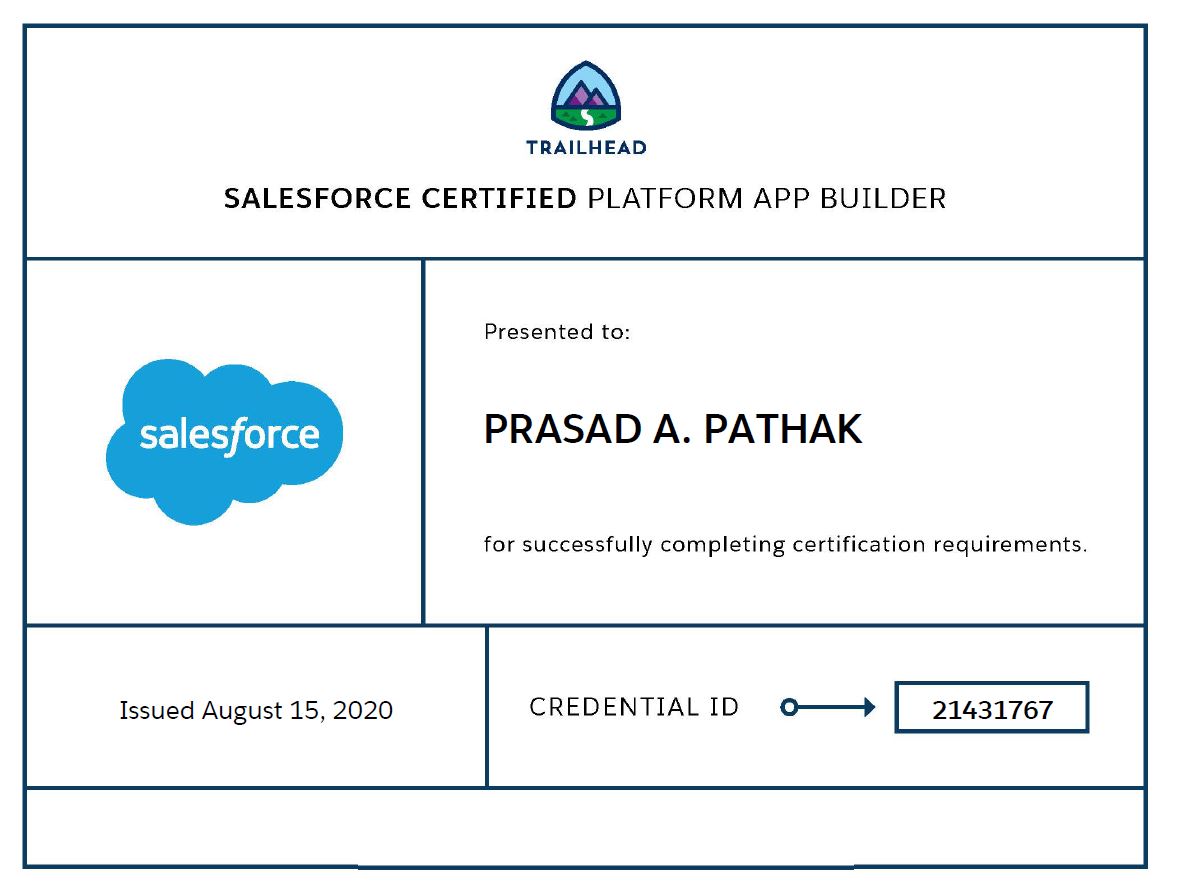 TRAILHEAD
SALESFORCE CERTIFIED PLATFORM APP BUILDER
salesforce
Presented to:
PRASAD A. PATHAK
for successfully completing certification requirements.
Issued August 15, 2020
CREDENTIAL ID
21431767